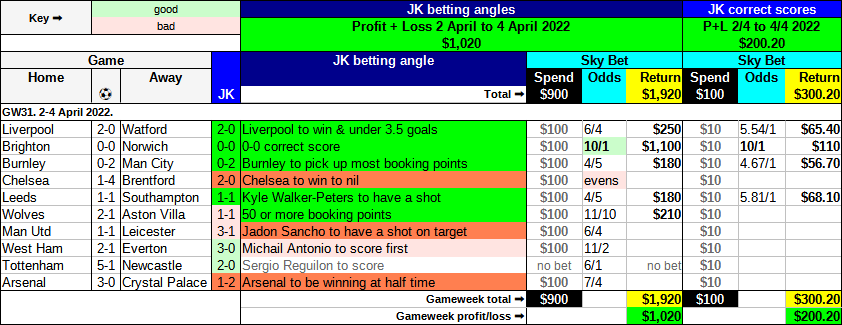 Key ➡ good JK betting angles JK correct scores
bad Profit + Loss 2 April to 4 April 2022 P+L 2/4 to 4/4 2022
$1,020 $200.20
Game JK betting angle Sky Bet Sky Bet
Home Away Spend Odds Return Spend Odds Return
JK Total ➡ $900 $1,920 $100 $300.20
GW31. 2-4 April 2022.
Liverpool 2-0 Watford 2-0 Liverpool to win & under 3.5 goals $100 6/4 $250 $10 5.54/1 $65.40
Brighton 0-0 Norwich 0-0 0-0 correct score $100 10/1 $1,100 $10 10/1 $110
Burnley 0-2 Man City 0-2 Burnley to pick up most booking points $100 4/5 $180 $10 4.67/1 $56.70
Chelsea 1-4 Brentford 2-0 Chelsea to win to nil $100 evens $10
Leeds 1-1 Southampton 1-1 Kyle Walker-Peters to have a shot $100 4/5 $180 $10 5.81/1 $68.10
Wolves 2-1 Aston Villa 1-1 50 or more booking points $100 11/10 $210 $10
Man Utd 1-1 Leicester 3-1 Jadon Sancho to have a shot on target $100 6/4 $10
West Ham 2-1 Everton 3-0 Michail Antonio to score first $100 11/2 $10
Tottenham 5-1 Newcastle 2-0 Sergio Reguilon to score no bet 6/1 no bet $10
Arsenal 3-0 Crystal Palace 1-2 Arsenal to be winning at half time $100 7/4 $10
Gameweek total ➡ $900 $1,920 $100 $300.20
Gameweek profit/loss ➡ $1,020 $200.20